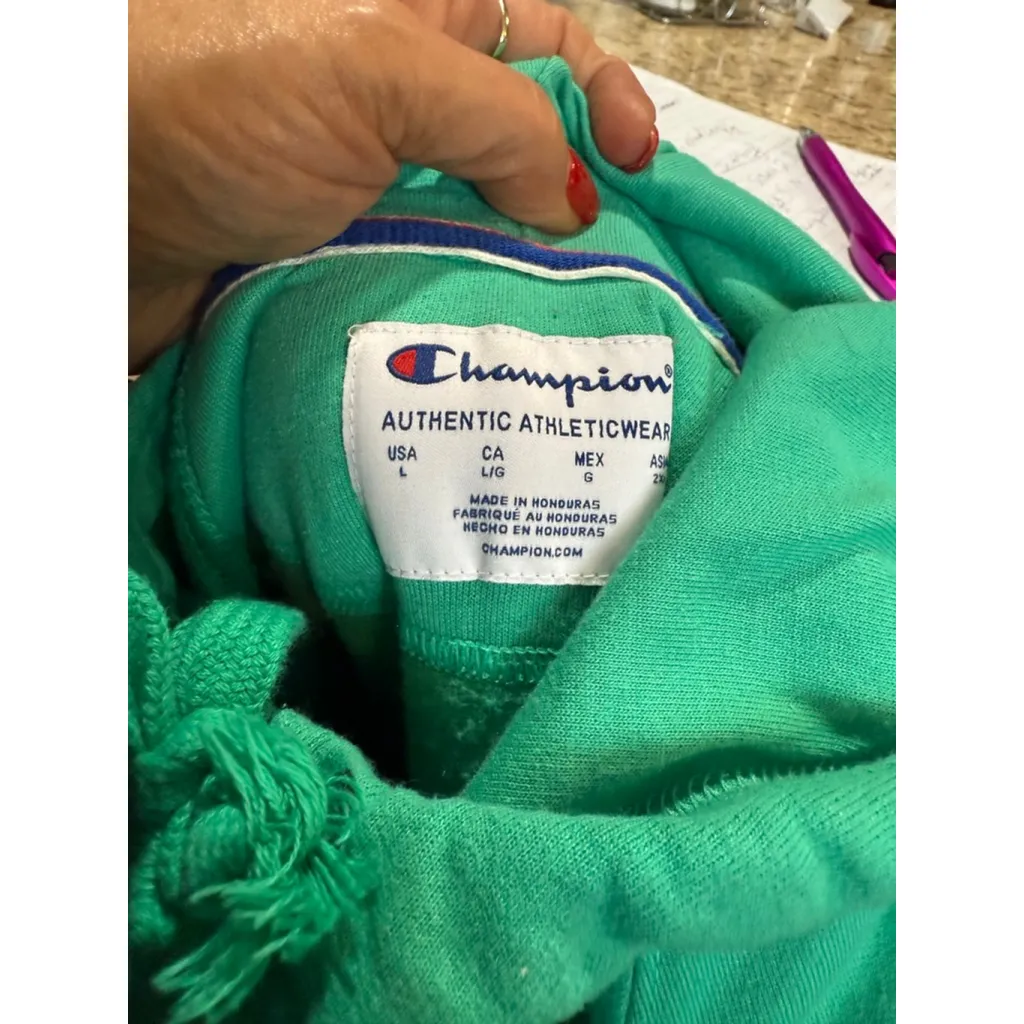 Champion®
AUTHENTIC ATHLETICWEAR
USA CA MEX
L L/G G
MADE IN HONDURAS
FABRIQUÉ AU HONDURAS
HECHO EN HONDURAS
CHAMPION.COM